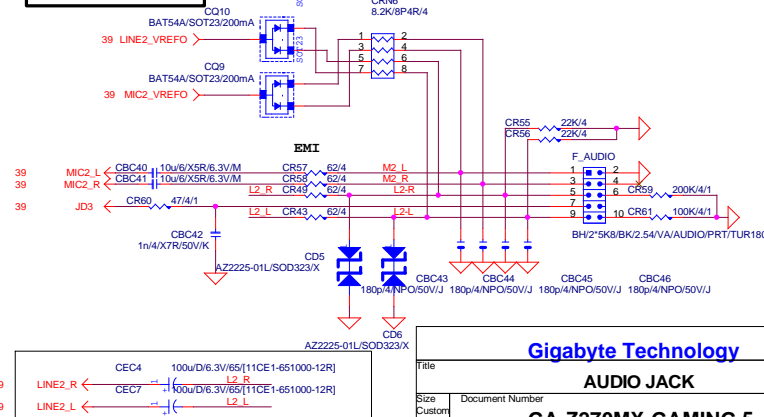 CQ10
BAT54A/SOT23/200mA
39 LINE2_VREFO
SOT23
CRN6
8.2K/8P4R/4
1 2
3 4
5 6
7 8
CQ9
BAT54A/SOT23/200mA
39 MIC2_VREFO
CR55 22K/4
CR56 22K/4
EMI
F_AUDIO
39 MIC2_L CBC40 10u/6/X5R/6.3V/M CR57 62/4 M2_L 1 2
39 MIC2_R CBC41 10u/6/X5R/6.3V/M CR58 62/4 M2_R 3 4
L2_R CR49 62/4 L2-R 5 6 CR59 200K/4/1
39 JD3 CR60 47/4/1 7
L2_L CR43 62/4 L2-L 9 10 CR61 100K/4/1
CBC42
1n/4/X7R/50V/K
BH/2*5K8/BK/2.54/VA/AUDIO/PRT/TUR180
CD5
AZ2225-01L/SOD323/X
CBC43 CBC44 CBC45 CBC46
180p/4/NPO/50V/J 180p/4/NPO/50V/J 180p/4/NPO/50V/J 180p/4/NPO/50V/J
CD6
AZ2225-01L/SOD323/X
CEC4 100u/D/6.3V/65/[11CE1-651000-12R]
LINE2_R 1 + L2_R
CEC7 100u/D/6.3V/65/[11CE1-651000-12R]
LINE2_L 1 + L2_L
Gigabyte Technology
Title
AUDIO JACK
Size Document Number
Custom
GA-Z270MX-GAMING 5